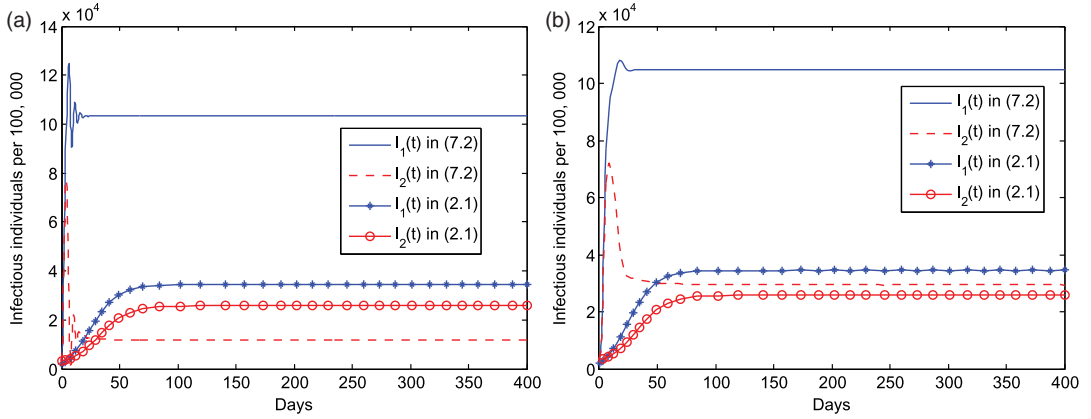 (a)
x 10⁴
14
12
10
8
6
4
2
0
0 50 100 150 200 250 300 350 400
Infectious individuals per 100, 000
Days
I₁(t) in (7.2)
I₂(t) in (7.2)
I₁(t) in (2.1)
I₂(t) in (2.1)
(b)
x 10⁴
12
10
8
6
4
2
0
0 50 100 150 200 250 300 350 400
Infectious individuals per 100, 000
Days
I₁(t) in (7.2)
I₂(t) in (7.2)
I₁(t) in (2.1)
I₂(t) in (2.1)